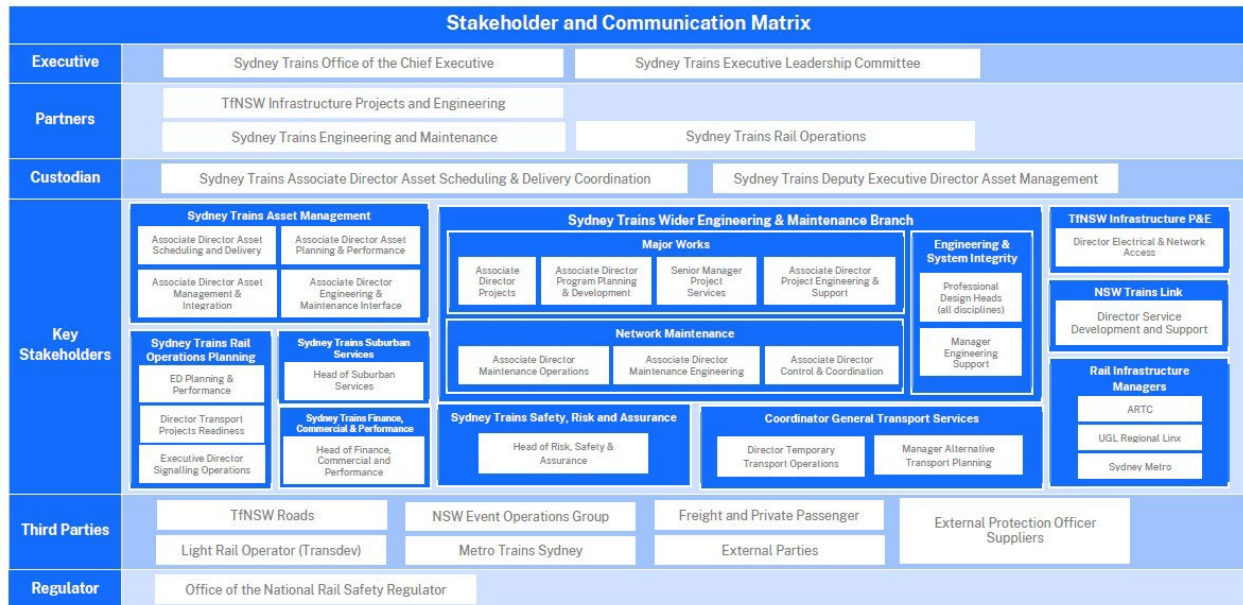 Stakeholder and Communication Matrix
Executive
Sydney Trains Office of the Chief Executive
Sydney Trains Executive Leadership Committee
Partners
TfNSW Infrastructure Projects and Engineering
Sydney Trains Engineering and Maintenance
Sydney Trains Rail Operations
Custodian
Sydney Trains Associate Director Asset Scheduling & Delivery Coordination
Sydney Trains Deputy Executive Director Asset Management
Key
Stakeholders
Sydney Trains Asset Management
Associate Director Asset
Scheduling and Delivery
Associate Director Asset
Planning & Performance
Associate Director Asset
Management &
Integration
Associate Director
Engineering &
Maintenance Interface
Sydney Trains Rail
Operations Planning
ED Planning &
Performance
Director Transport
Projects Readiness
Executive Director
Signalling Operations
Sydney Trains Suburban
Services
Head of Suburban
Services
Sydney Trains Finance,
Commercial & Performance
Head of Finance,
Commercial and
Performance
Sydney Trains Wider Engineering & Maintenance Branch
Major Works
Associate
Director
Projects
Associate Director
Program Planning
& Development
Senior Manager
Project
Services
Associate Director
Project Engineering &
Support
Network Maintenance
Associate Director
Maintenance Operations
Associate Director
Maintenance Engineering
Associate Director
Control & Coordination
Engineering &
System Integrity
Professional
Design Heads
(all disciplines)
Manager
Engineering
Support
Sydney Trains Safety, Risk and Assurance
Head of Risk, Safety &
Assurance
Coordinator General Transport Services
Director Temporary
Transport Operations
Manager Alternative
Transport Planning
TfNSW Infrastructure P&E
Director Electrical & Network
Access
NSW Trains Link
Director Service
Development and Support
Rail Infrastructure
Managers
ARTC
UGL Regional Linx
Sydney Metro
Third Parties
TfNSW Roads
NSW Event Operations Group
Freight and Private Passenger
External Protection Officer
Suppliers
Light Rail Operator (Transdev)
Metro Trains Sydney
External Parties
Regulator
Office of the National Rail Safety Regulator